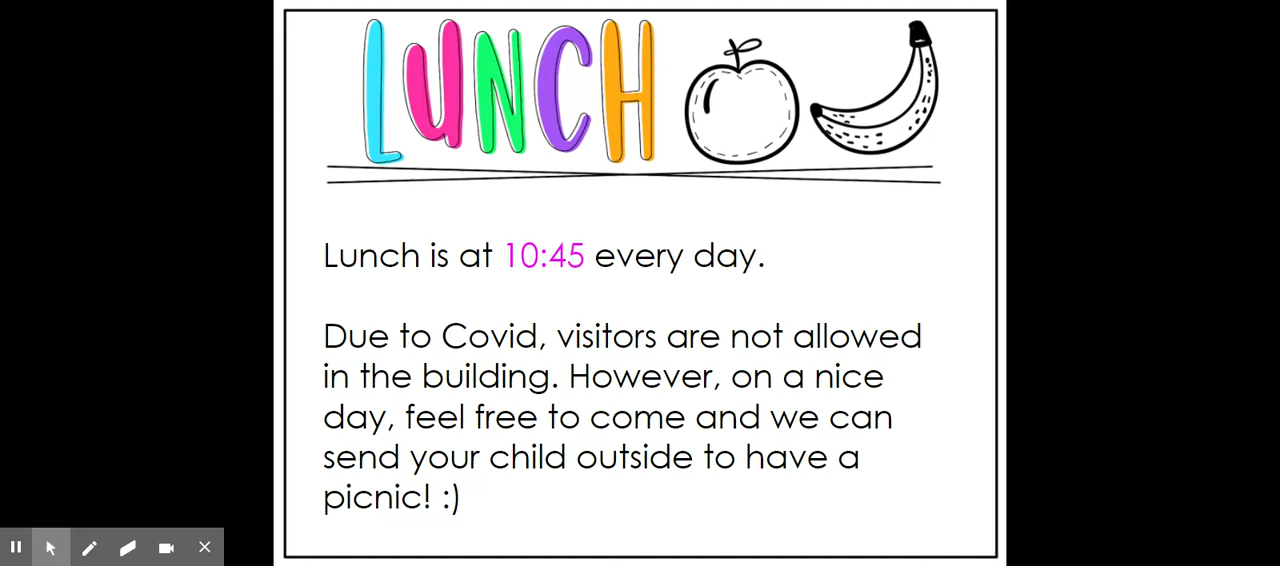 LUNCH
Lunch is at 10:45 every day.
Due to Covid, visitors are not allowed
in the building. However, on a nice
day, feel free to come and we can
send your child outside to have a
picnic! :)